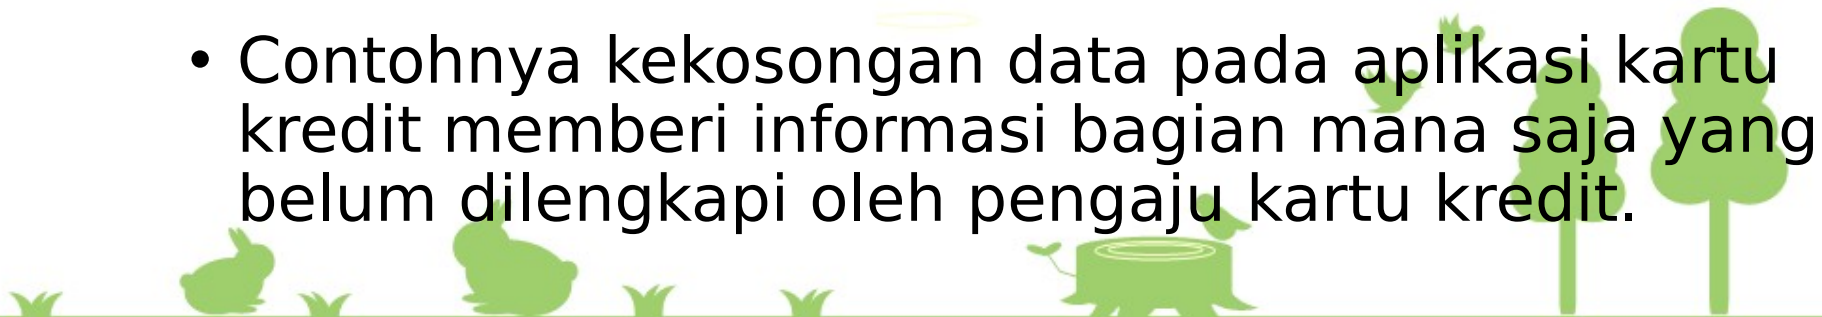 • Contohnya kekosongan data pada aplikasi kartu
kredit memberi informasi bagian mana saja yang
belum dilengkapi oleh pengaju kartu kredit.